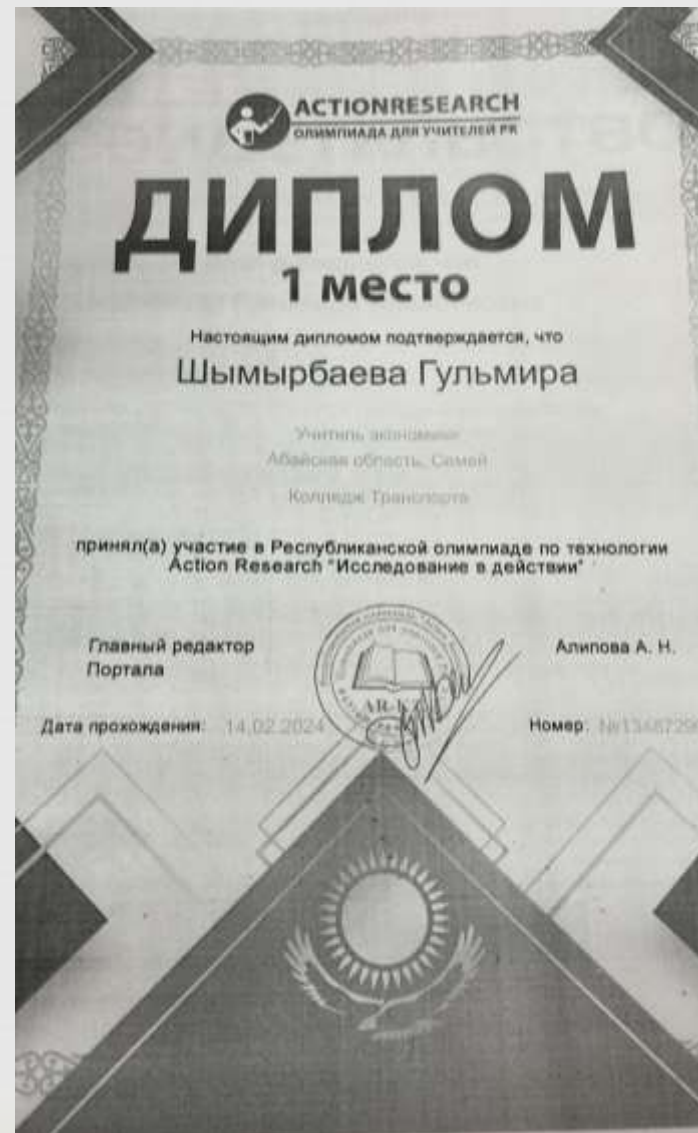 ACTIONRESEARCH
ОЛИМПИАДА ДЛЯ УЧИТЕЛЕЙ РК
ДИПЛОМ
1 место
Настоящим дипломом подтверждается, что
Шымырбаева Гульмира
Учитель экономики
Абайская область, Семей
Колледж Транспорта
принял(а) участие в Республиканской олимпиаде по технологии
Action Research "Исследование в действии"
Главный редактор
Портала
Алипова А. Н.
AR-KZ
Дата прохождения: 14.02.2024
Номер: